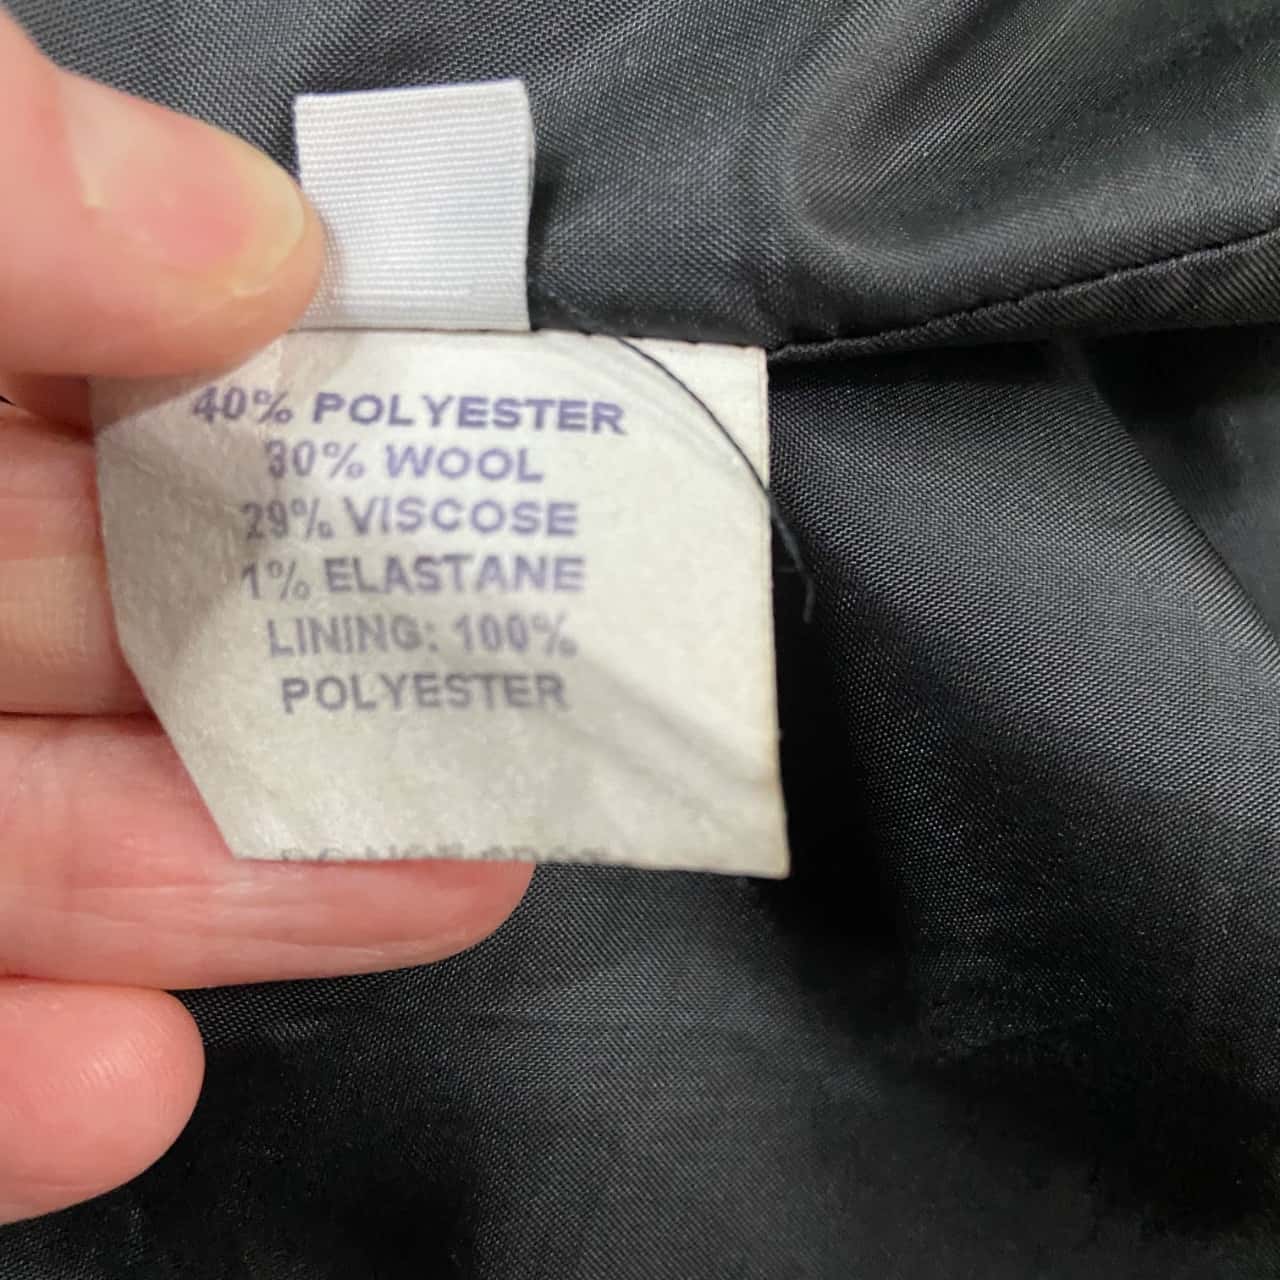 40% POLYESTER
30% WOOL
29% VISCOSE
1% ELASTANE
LINING: 100%
POLYESTER